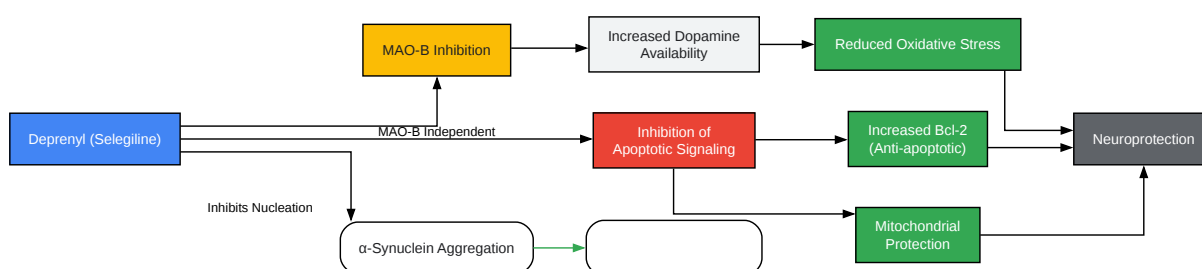 MAO-B Inhibition
Increased Dopamine
Availability
Reduced Oxidative Stress
Deprenyl (Selegiline)
MAO-B Independent
Inhibition of
Apoptotic Signaling
Increased Bcl-2
(Anti-apoptotic)
Neuroprotection
Inhibits Nucleation
α-Synuclein Aggregation
Mitochondrial
Protection